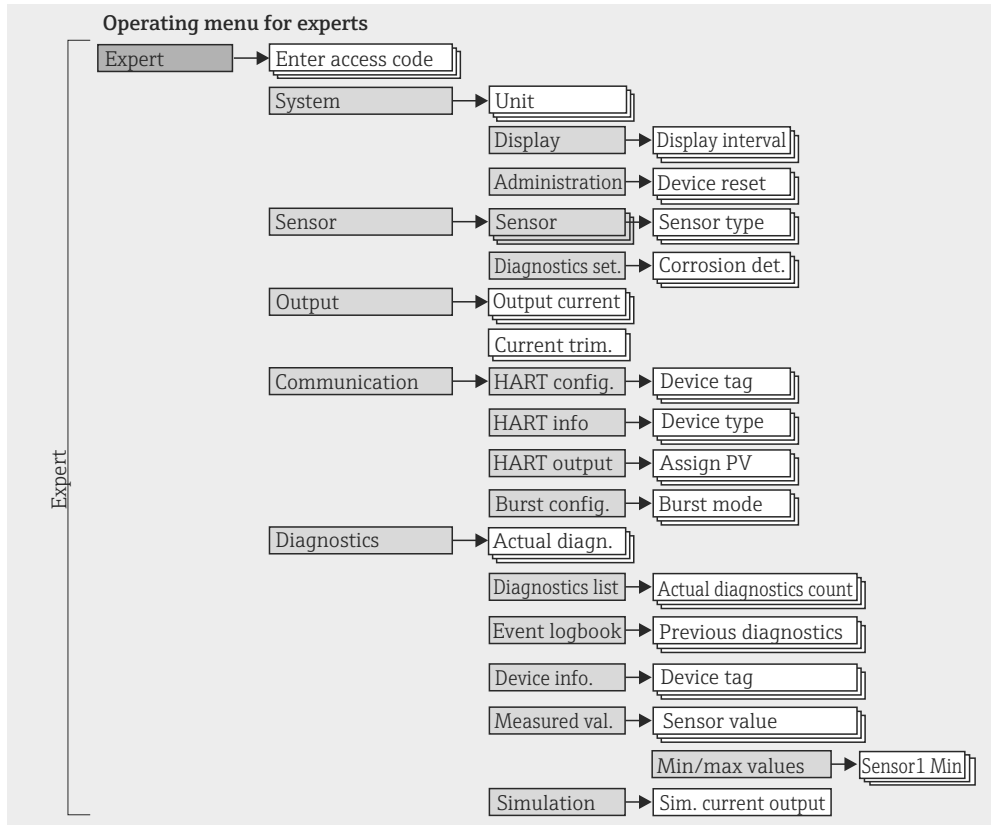 Operating menu for experts
Expert Enter access code
System Unit
Display Display interval
Administration Device reset
Sensor Sensor Sensor type
Diagnostics set. Corrosion det.
Output Output current
Current trim.
Communication HART config. Device tag
HART info Device type
HART output Assign PV
Expert
Burst config. Burst mode
Diagnostics Actual diagn.
Diagnostics list Actual diagnostics count
Event logbook Previous diagnostics
Device info. Device tag
Measured val. Sensor value
Min/max values Sensor1 Min
Simulation Sim. current output